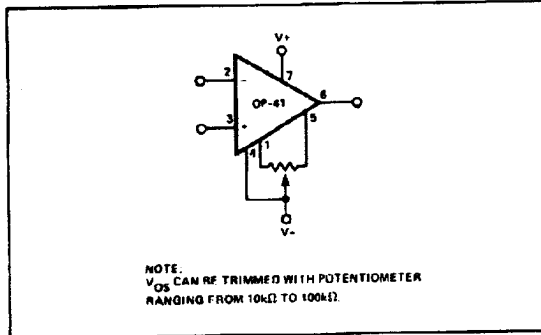 V+
2
7
−
OP-41
6
3
+
5
1
4
V−
NOTE:
VOS CAN BE TRIMMED WITH POTENTIOMETER
RANGING FROM 10kΩ TO 100kΩ.